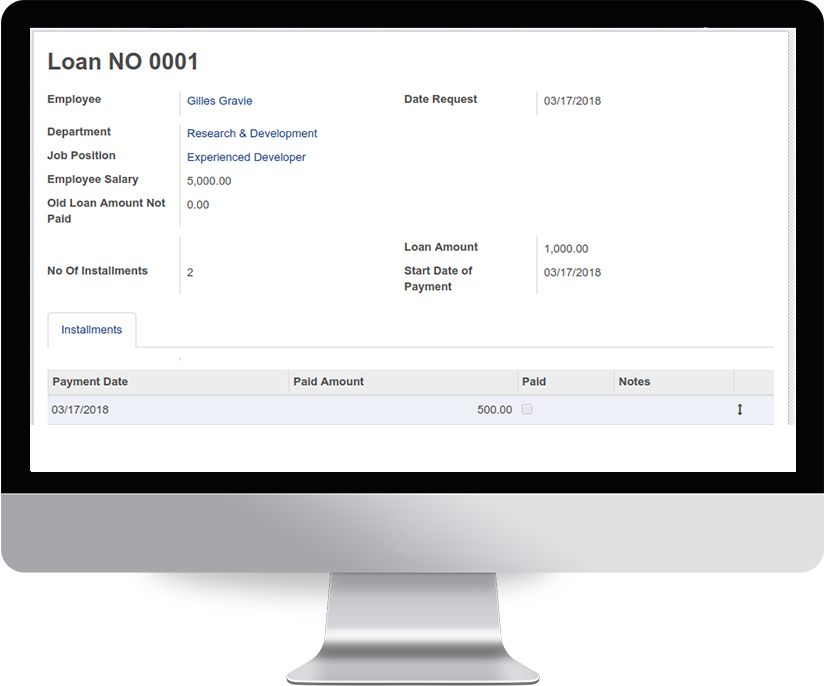 Loan NO 0001
Employee Gilles Gravie Date Request 03/17/2018
Department Research & Development
Job Position Experienced Developer
Employee Salary 5,000.00
Old Loan Amount Not Paid 0.00
Loan Amount 1,000.00
No Of Installments 2 Start Date of Payment 03/17/2018
Installments
Payment Date Paid Amount Paid Notes
03/17/2018 500.00